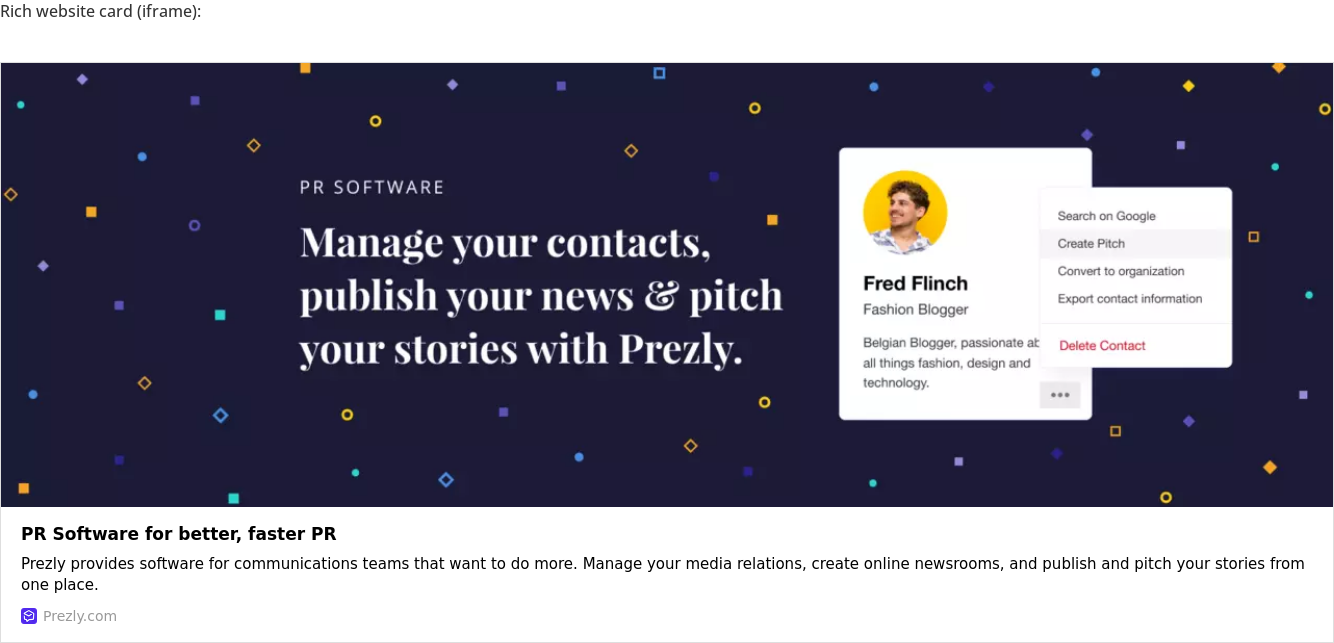 Rich website card (iframe):
PR SOFTWARE
Manage your contacts,
publish your news & pitch
your stories with Prezly.
Fred Flinch
Fashion Blogger
Belgian Blogger, passionate ab
all things fashion, design and
technology.
Search on Google
Create Pitch
Convert to organization
Export contact information
Delete Contact
PR Software for better, faster PR
Prezly provides software for communications teams that want to do more. Manage your media relations, create online newsrooms, and publish and pitch your stories from
one place.
Prezly.com